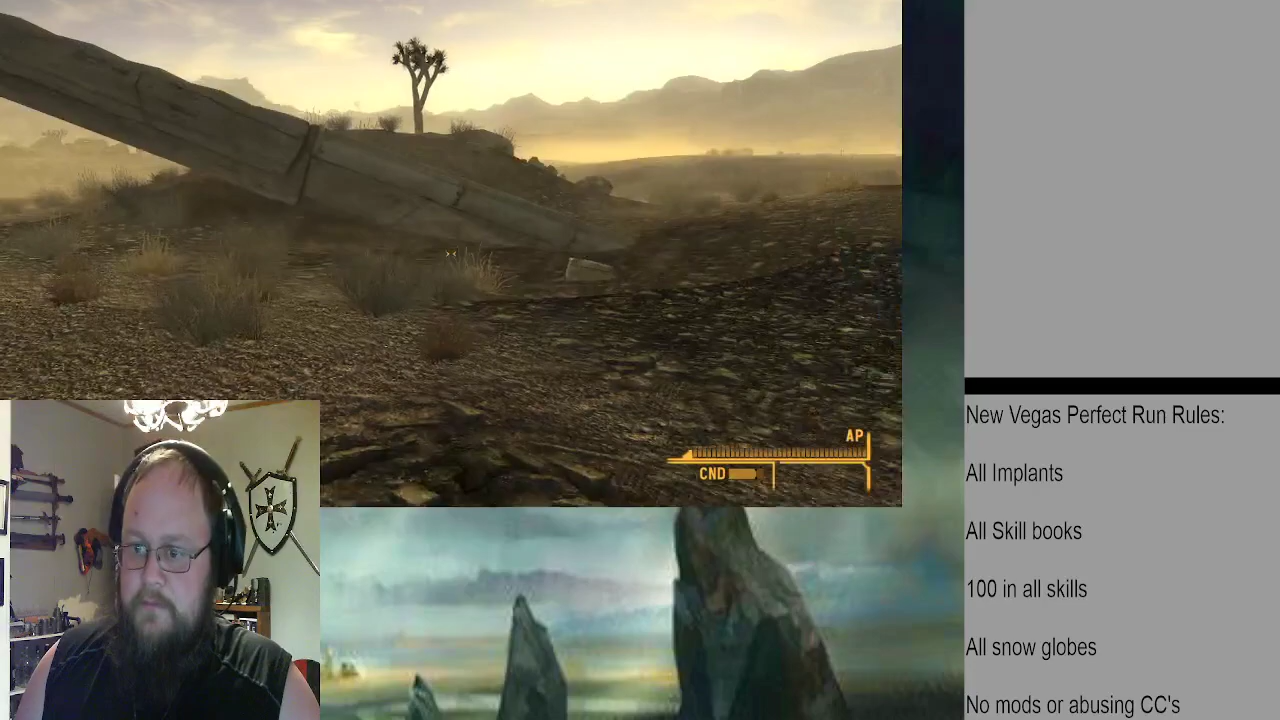 AP
CND
New Vegas Perfect Run Rules:
All Implants
All Skill books
100 in all skills
All snow globes
No mods or abusing CC's